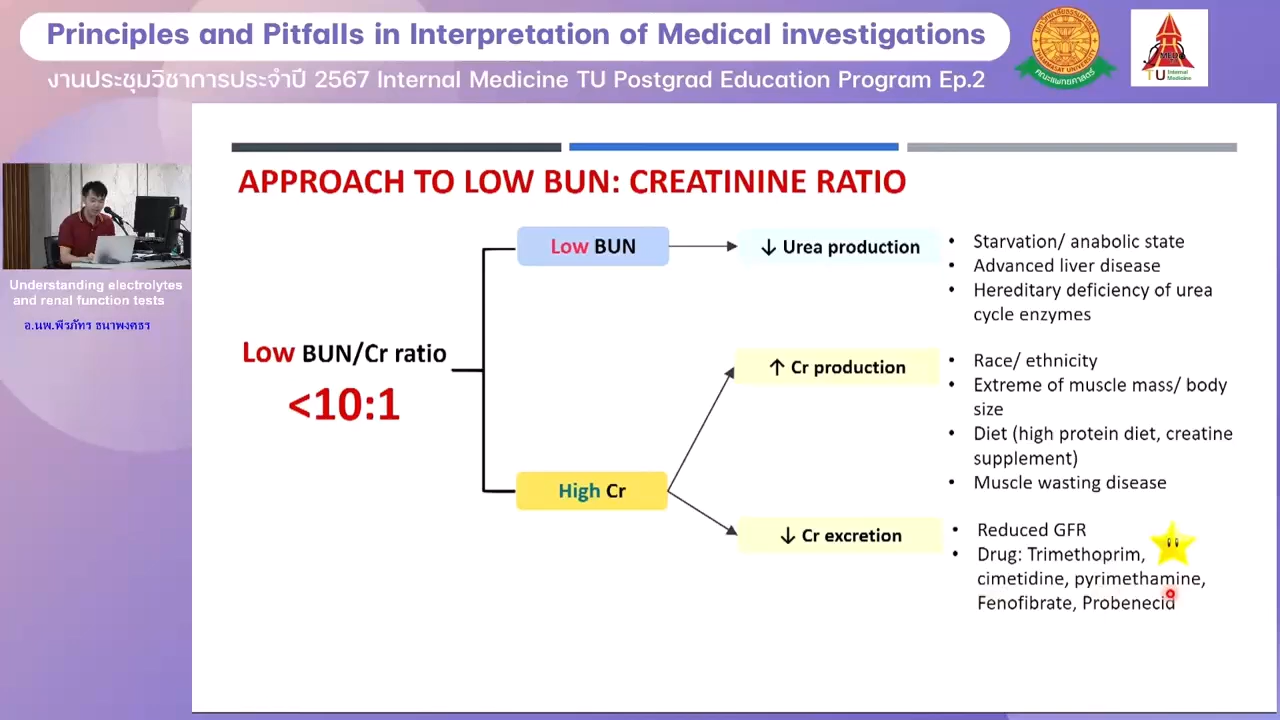 Principles and Pitfalls in Interpretation of Medical investigations
งานประชุมวิชาการประจำปี 2567 Internal Medicine TU Postgrad Education Program Ep.2
MED
TU Internal
Medicine
Understanding electrolytes
and renal function tests
อ.นพ.พีรภัทร ธนาพงศธร
APPROACH TO LOW BUN: CREATININE RATIO
Low BUN/Cr ratio
<10:1
Low BUN
↓ Urea production
• Starvation/ anabolic state
• Advanced liver disease
• Hereditary deficiency of urea
cycle enzymes
High Cr
↑ Cr production
• Race/ ethnicity
• Extreme of muscle mass/ body
size
• Diet (high protein diet, creatine
supplement)
• Muscle wasting disease
↓ Cr excretion
• Reduced GFR
• Drug: Trimethoprim,
cimetidine, pyrimethamine,
Fenofibrate, Probenecid